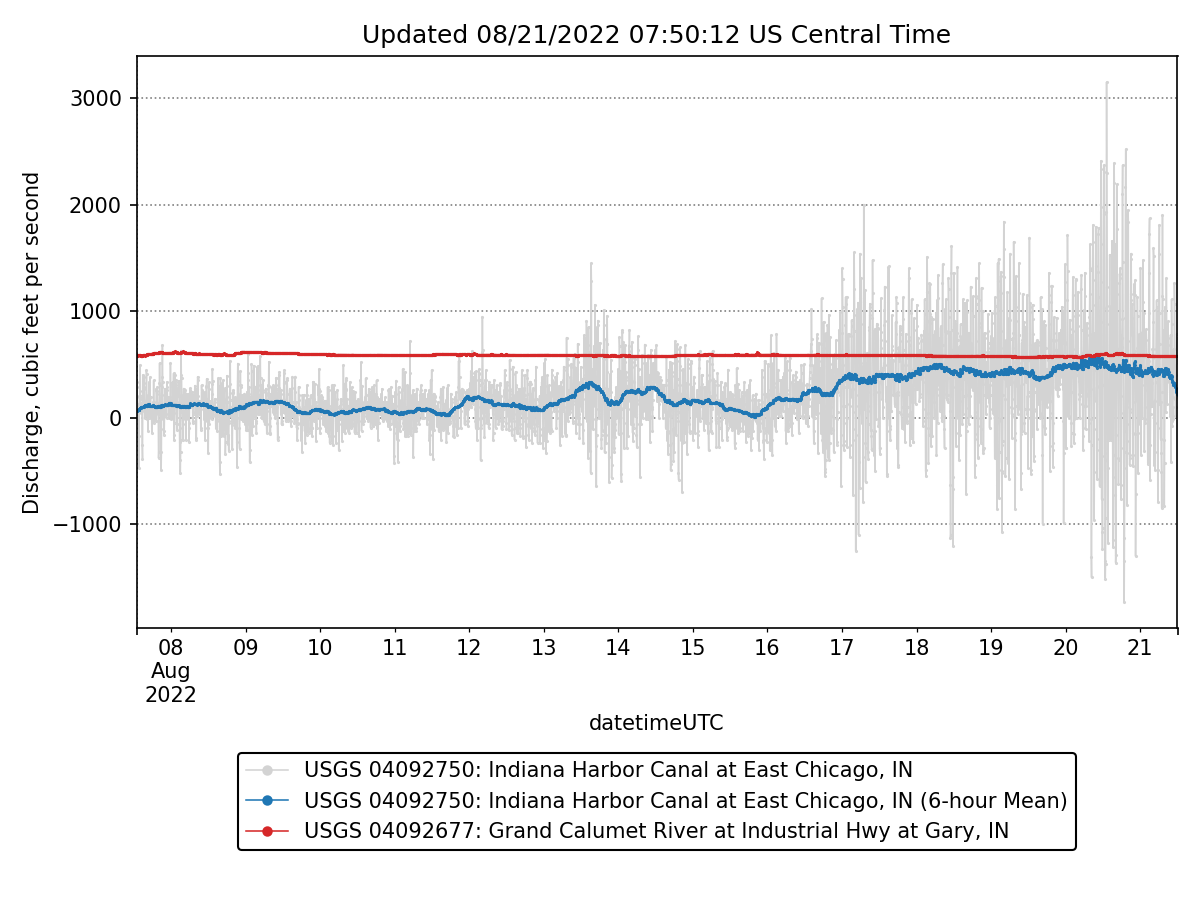 Updated 08/21/2022 07:50:12 US Central Time
Discharge, cubic feet per second
3000
2000
1000
0
−1000
08 09 10 11 12 13 14 15 16 17 18 19 20 21
Aug
2022
datetimeUTC
USGS 04092750: Indiana Harbor Canal at East Chicago, IN
USGS 04092750: Indiana Harbor Canal at East Chicago, IN (6-hour Mean)
USGS 04092677: Grand Calumet River at Industrial Hwy at Gary, IN